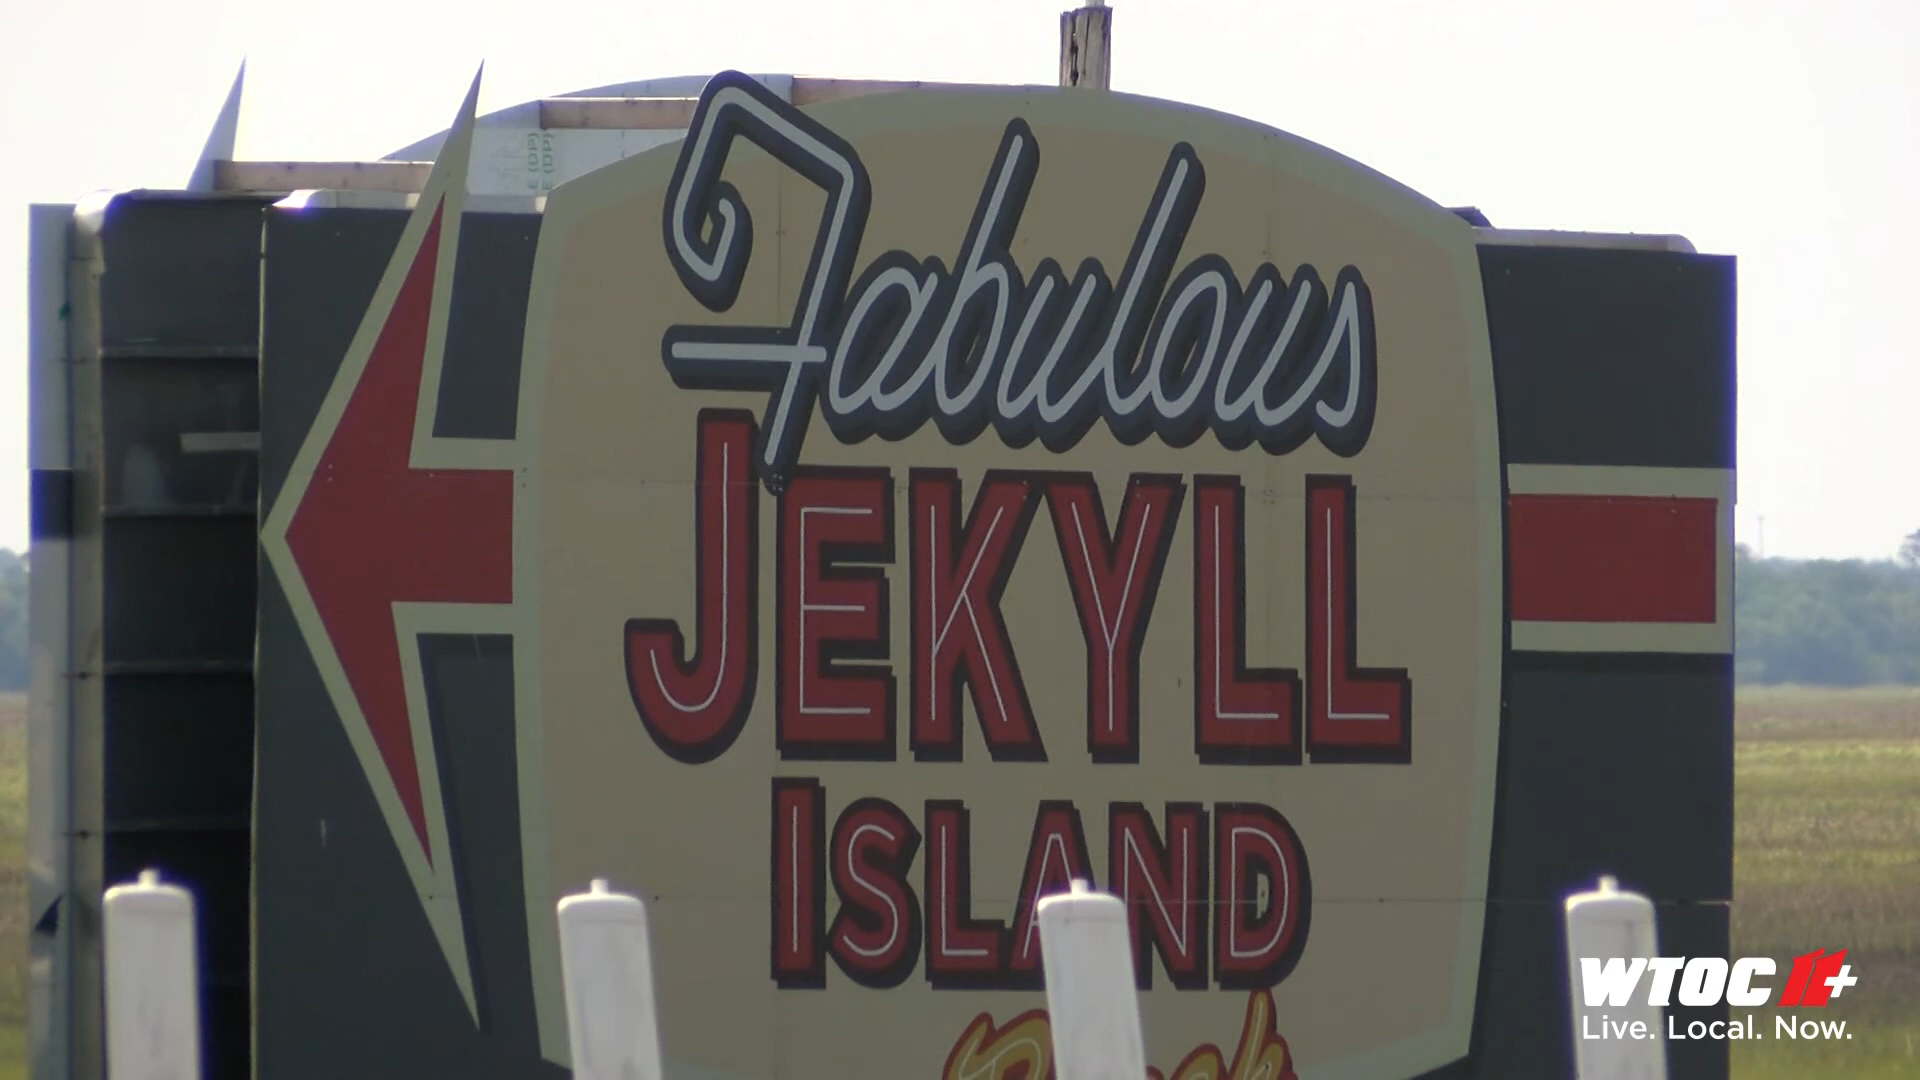 Fabulous
JEKYLL
ISLAND
WTOC 11+
Live. Local. Now.